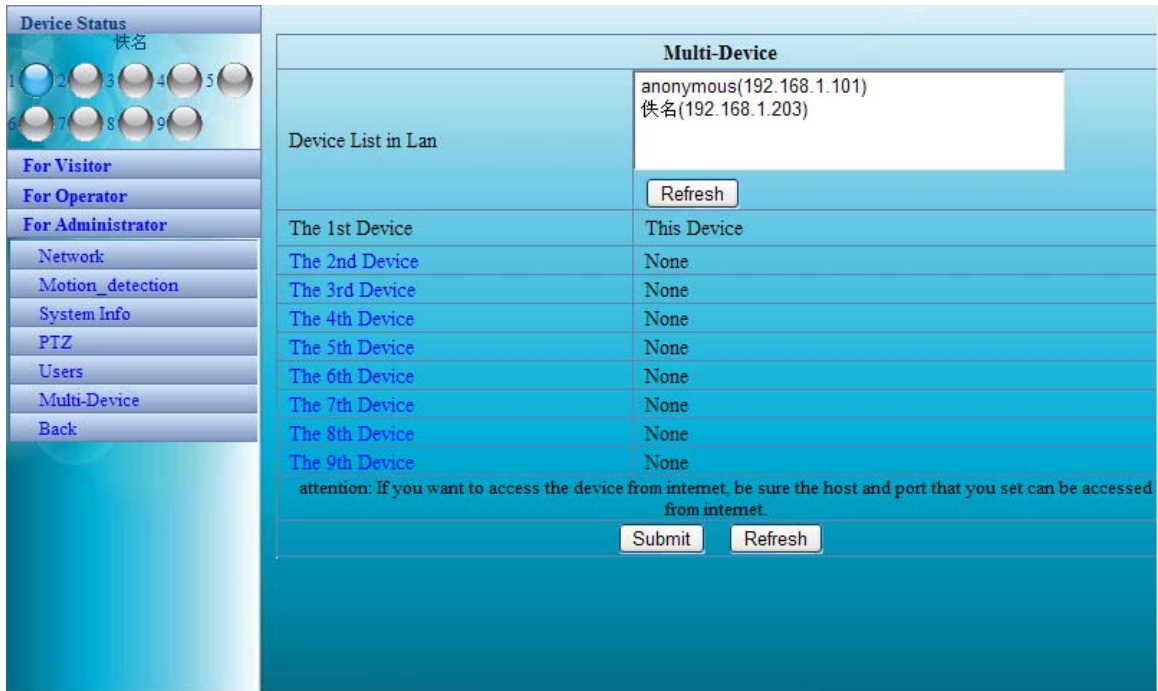 Device Status
佚名
1 2 3 4 5
6 7 8 9
For Visitor
For Operator
For Administrator
Network
Motion_detection
System Info
PTZ
Users
Multi-Device
Back
Multi-Device
Device List in Lan
anonymous(192.168.1.101)
佚名(192.168.1.203)
Refresh
The 1st Device This Device
The 2nd Device None
The 3rd Device None
The 4th Device None
The 5th Device None
The 6th Device None
The 7th Device None
The 8th Device None
The 9th Device None
attention: If you want to access the device from internet, be sure the host and port that you set can be accessed
from internet.
Submit Refresh